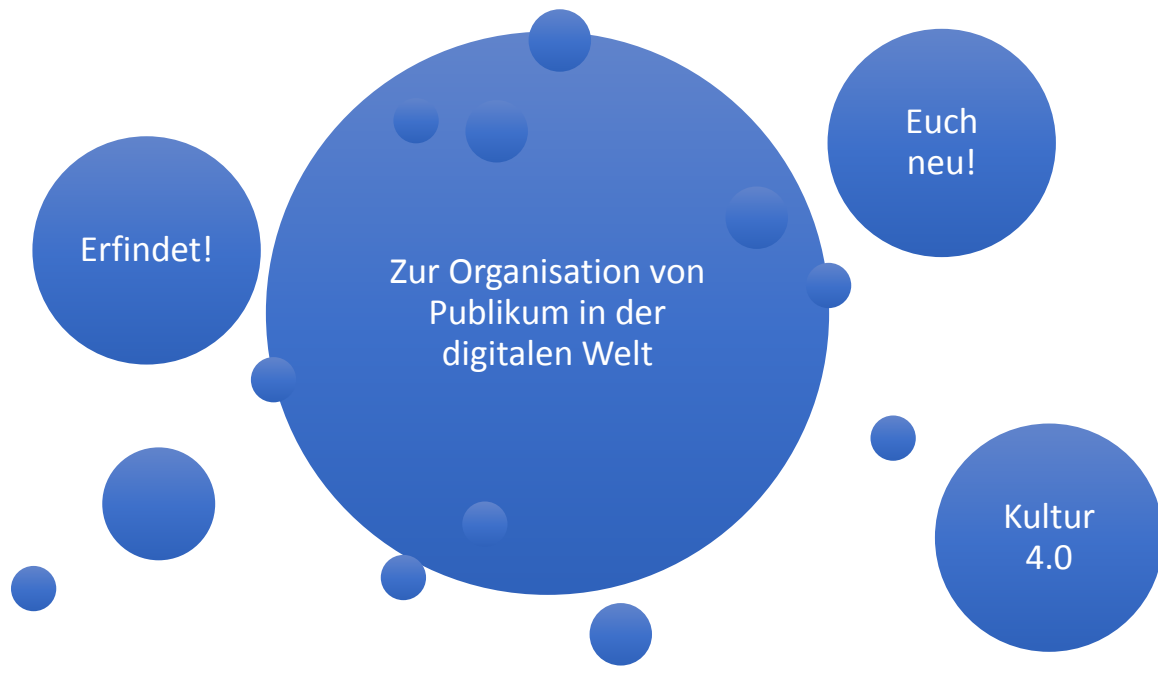 Erfindet!
Euch
neu!
Zur Organisation von
Publikum in der
digitalen Welt
Kultur
4.0